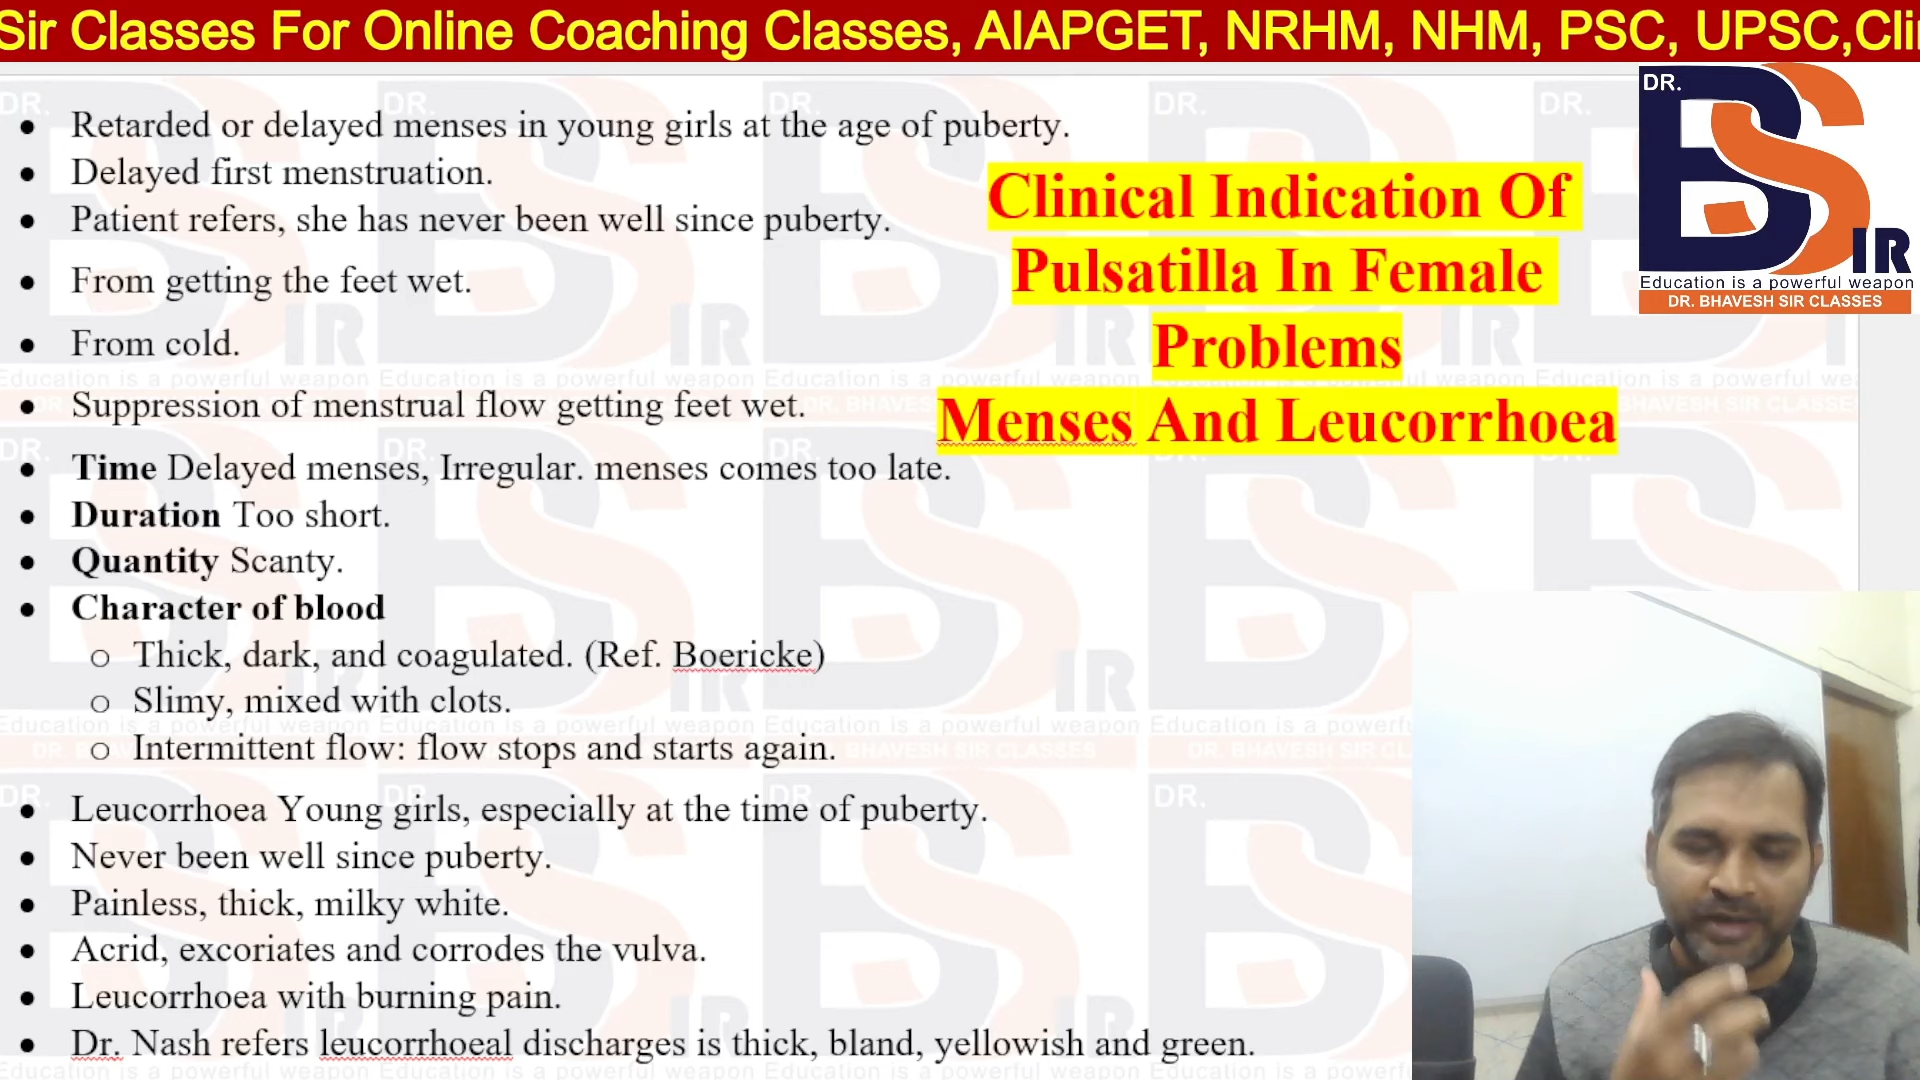 Sir Classes For Online Coaching Classes, AIAPGET, NRHM, NHM, PSC, UPSC,Cli
DR.
BS IR
Education is a powerful weapon
DR. BHAVESH SIR CLASSES
Clinical Indication Of
Pulsatilla In Female
Problems
Menses And Leucorrhoea
• Retarded or delayed menses in young girls at the age of puberty.
• Delayed first menstruation.
• Patient refers, she has never been well since puberty.
• From getting the feet wet.
• From cold.
• Suppression of menstrual flow getting feet wet.
• Time Delayed menses, Irregular. menses comes too late.
• Duration Too short.
• Quantity Scanty.
• Character of blood
o Thick, dark, and coagulated. (Ref. Boericke)
o Slimy, mixed with clots.
o Intermittent flow: flow stops and starts again.
• Leucorrhoea Young girls, especially at the time of puberty.
• Never been well since puberty.
• Painless, thick, milky white.
• Acrid, excoriates and corrodes the vulva.
• Leucorrhoea with burning pain.
• Dr. Nash refers leucorrhoeal discharges is thick, bland, yellowish and green.